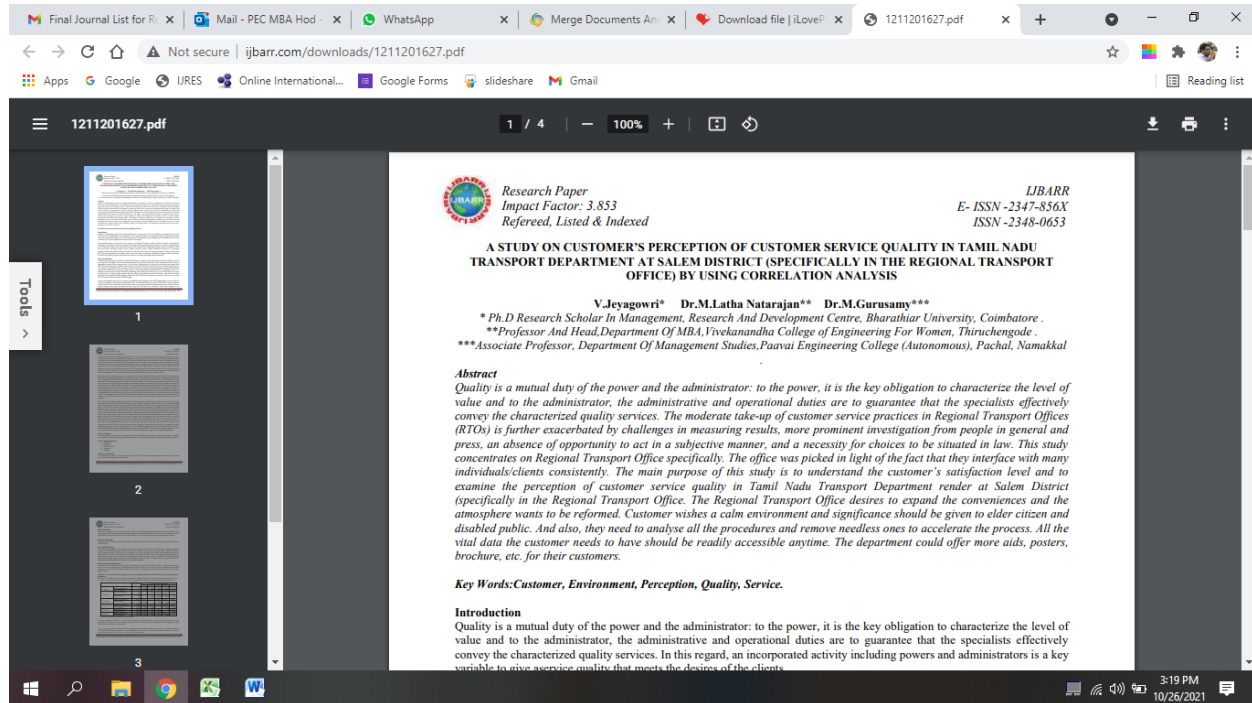 Final Journal List for R
Mail - PEC MBA Hod -
WhatsApp
Merge Documents An
Download file | iLoveP
1211201627.pdf
Not secure | ijbarr.com/downloads/1211201627.pdf
Apps Google IJRES Online International... Google Forms slideshare Gmail Reading list
1211201627.pdf 1 / 4 100%
Tools
1
2
3
IJBARR
Research Paper IJBARR
Impact Factor: 3.853 E- ISSN -2347-856X
Refereed, Listed & Indexed ISSN -2348-0653
A STUDY ON CUSTOMER'S PERCEPTION OF CUSTOMER SERVICE QUALITY IN TAMIL NADU
TRANSPORT DEPARTMENT AT SALEM DISTRICT (SPECIFICALLY IN THE REGIONAL TRANSPORT
OFFICE) BY USING CORRELATION ANALYSIS
V.Jeyagowri* Dr.M.Latha Natarajan** Dr.M.Gurusamy***
* Ph.D Research Scholar In Management, Research And Development Centre, Bharathiar University, Coimbatore .
**Professor And Head,Department Of MBA,Vivekanandha College of Engineering For Women, Thiruchengode .
***Associate Professor, Department Of Management Studies,Paavai Engineering College (Autonomous), Pachal, Namakkal
.
Abstract
Quality is a mutual duty of the power and the administrator: to the power, it is the key obligation to characterize the level of
value and to the administrator, the administrative and operational duties are to guarantee that the specialists effectively
convey the characterized quality services. The moderate take-up of customer service practices in Regional Transport Offices
(RTOs) is further exacerbated by challenges in measuring results, more prominent investigation from people in general and
press, an absence of opportunity to act in a subjective manner, and a necessity for choices to be situated in law. This study
concentrates on Regional Transport Office specifically. The office was picked in light of the fact that they interface with many
individuals/clients consistently. The main purpose of this study is to understand the customer's satisfaction level and to
examine the perception of customer service quality in Tamil Nadu Transport Department render at Salem District
(specifically in the Regional Transport Office. The Regional Transport Office desires to expand the conveniences and the
atmosphere wants to be reformed. Customer wishes a calm environment and significance should be given to elder citizen and
disabled public. And also, they need to analyse all the procedures and remove needless ones to accelerate the process. All the
vital data the customer needs to have should be readily accessible anytime. The department could offer more aids, posters,
brochure, etc. for their customers.
Key Words:Customer, Environment, Perception, Quality, Service.
Introduction
Quality is a mutual duty of the power and the administrator: to the power, it is the key obligation to characterize the level of
value and to the administrator, the administrative and operational duties are to guarantee that the specialists effectively
convey the characterized quality services. In this regard, an incorporated activity including powers and administrators is a key
variable to give aservice quality that meets the desires of the clients
3:19 PM
10/26/2021